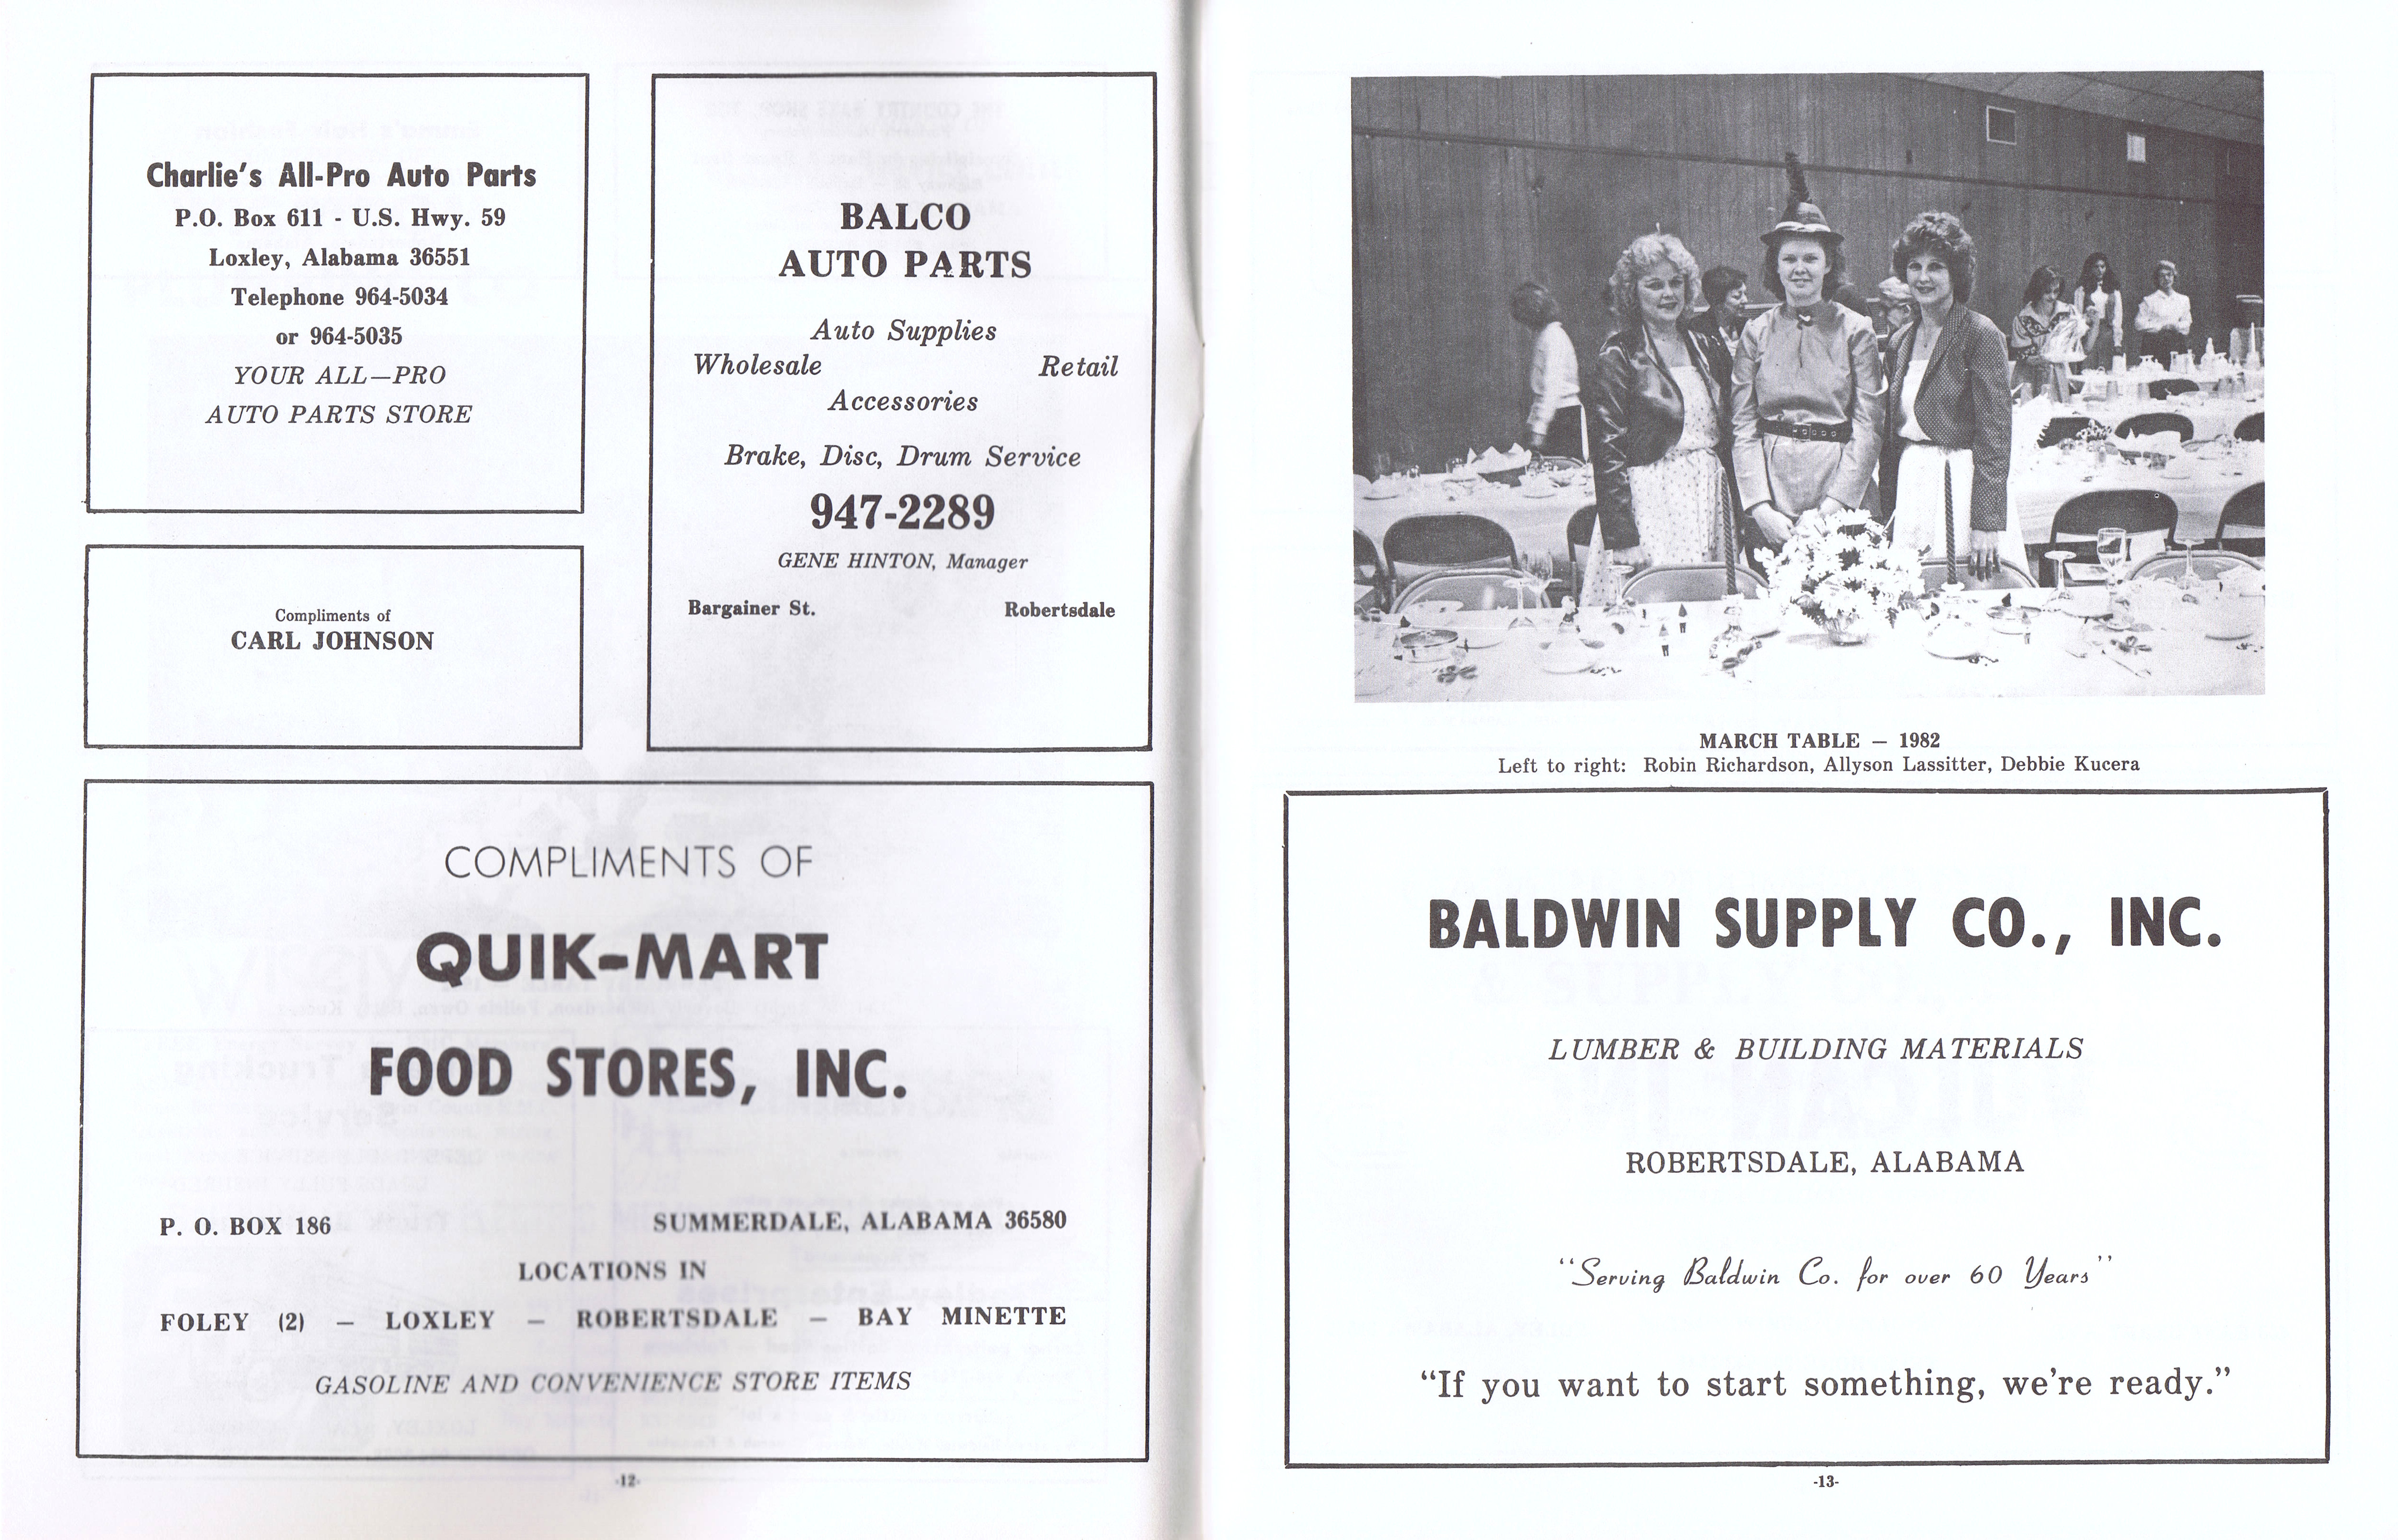 Charlie's All-Pro Auto Parts
P.O. Box 611 - U.S. Hwy. 59
Loxley, Alabama 36551
Telephone 964-5034
or 964-5035
YOUR ALL—PRO
AUTO PARTS STORE
Compliments of
CARL JOHNSON
BALCO
AUTO PARTS
Auto Supplies
Wholesale Retail
Accessories
Brake, Disc, Drum Service
947-2289
GENE HINTON, Manager
Bargainer St. Robertsdale
COMPLIMENTS OF
QUIK-MART
FOOD STORES, INC.
P. O. BOX 186 SUMMERDALE, ALABAMA 36580
LOCATIONS IN
FOLEY (2) — LOXLEY — ROBERTSDALE — BAY MINETTE
GASOLINE AND CONVENIENCE STORE ITEMS
-12-
MARCH TABLE — 1982
Left to right: Robin Richardson, Allyson Lassitter, Debbie Kucera
BALDWIN SUPPLY CO., INC.
LUMBER & BUILDING MATERIALS
ROBERTSDALE, ALABAMA
"Serving Baldwin Co. for over 60 Years"
"If you want to start something, we're ready."
-13-